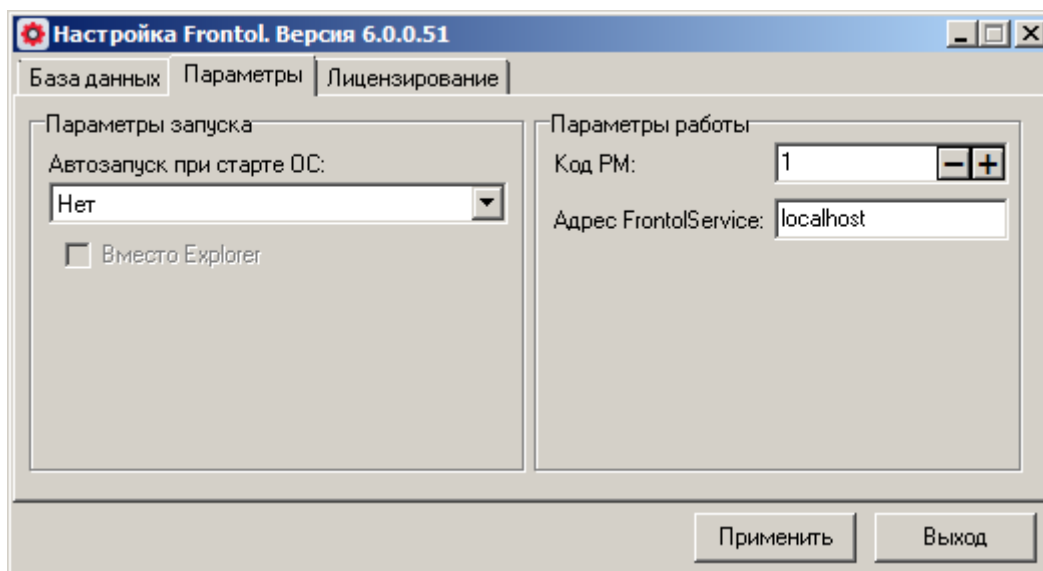 Настройка Frontol. Версия 6.0.0.51
База данных Параметры Лицензирование
Параметры запуска
Автозапуск при старте ОС:
Нет
Вместо Explorer
Параметры работы
Код РМ: 1
Адрес FrontolService: localhost
Применить Выход